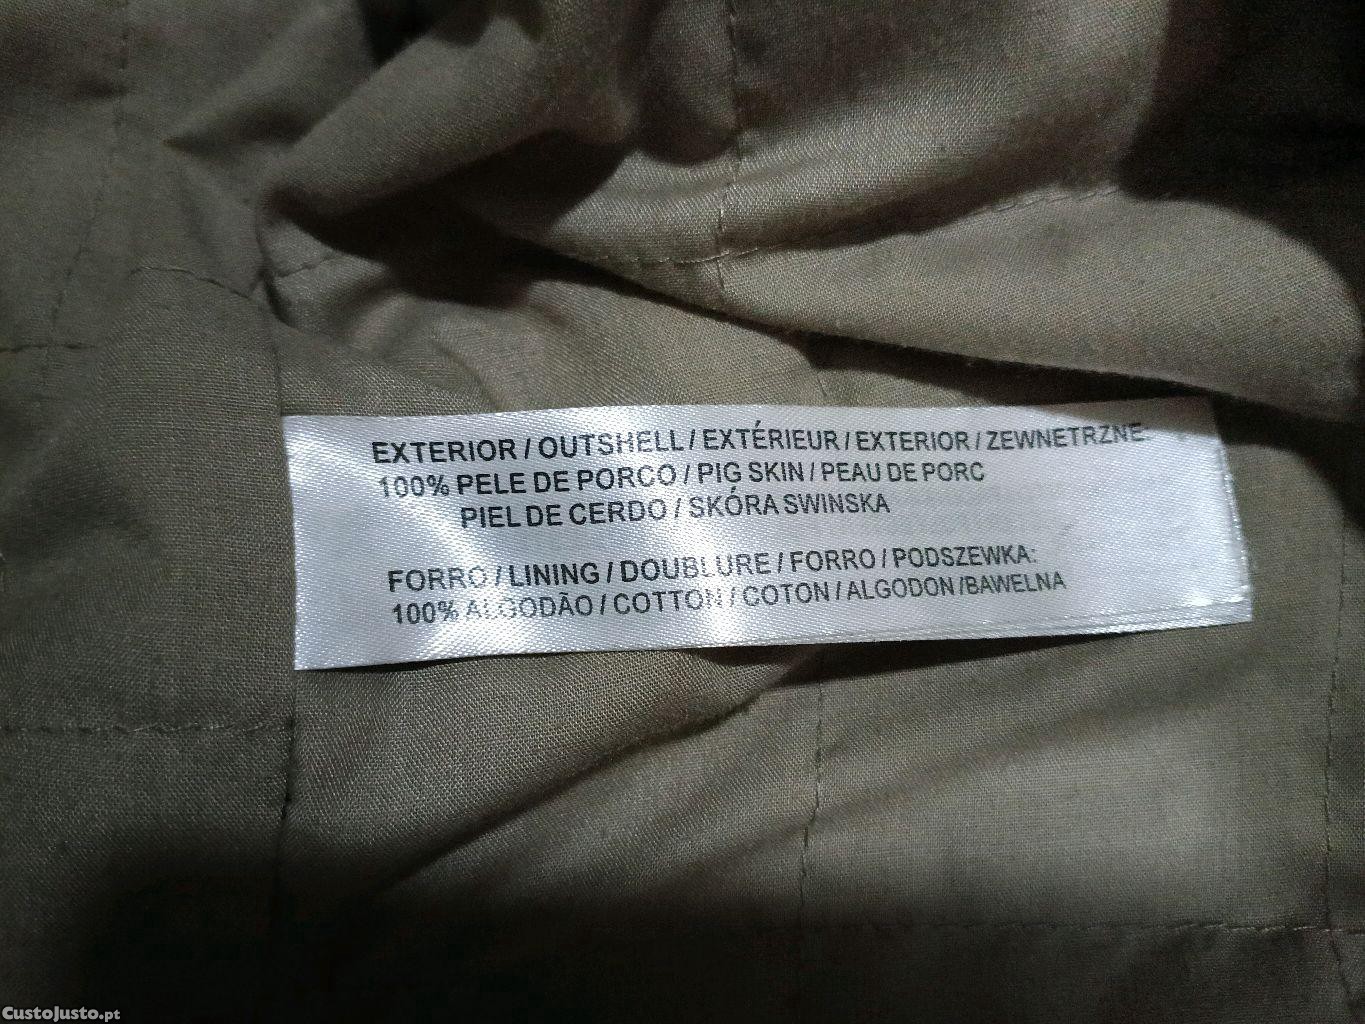 EXTERIOR / OUTSHELL / EXTÉRIEUR / EXTERIOR / ZEWNETRZNE:
100% PELE DE PORCO / PIG SKIN / PEAU DE PORC
PIEL DE CERDO / SKÓRA SWINSKA
FORRO / LINING / DOUBLURE / FORRO / PODSZEWKA:
100% ALGODÃO / COTTON / COTON / ALGODON /BAWELNA
CustoJusto.pt